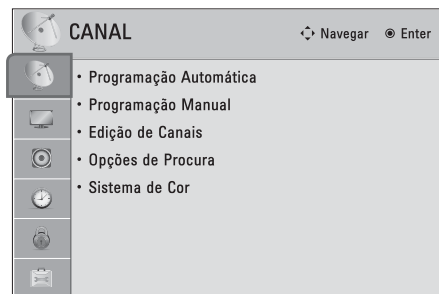 CANAL Navegar Enter
• Programação Automática
• Programação Manual
• Edição de Canais
• Opções de Procura
• Sistema de Cor